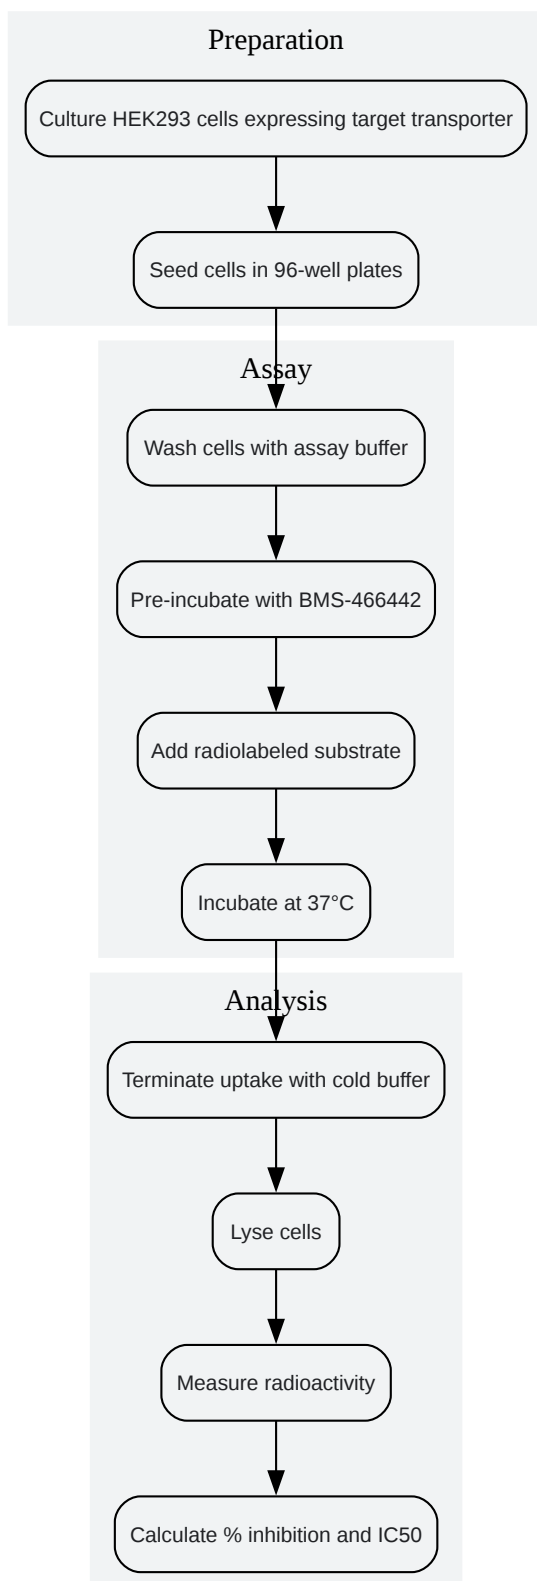 Preparation
Culture HEK293 cells expressing target transporter
Seed cells in 96-well plates
Assay
Wash cells with assay buffer
Pre-incubate with BMS-466442
Add radiolabeled substrate
Incubate at 37°C
Analysis
Terminate uptake with cold buffer
Lyse cells
Measure radioactivity
Calculate % inhibition and IC50